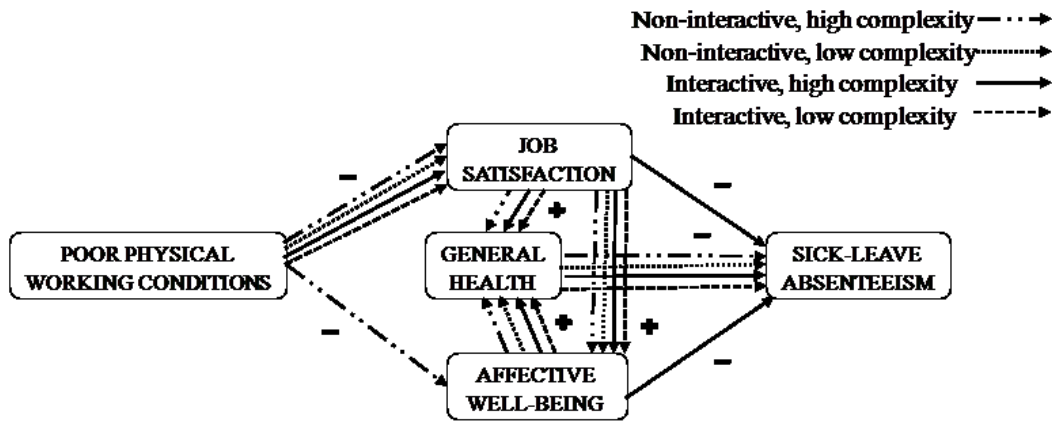 Non-interactive, high complexity
Non-interactive, low complexity
Interactive, high complexity
Interactive, low complexity
JOB
SATISFACTION
−
+
−
−
POOR PHYSICAL
WORKING CONDITIONS
GENERAL
HEALTH
SICK-LEAVE
ABSENTEEISM
−
+
+
−
AFFECTIVE
WELL-BEING